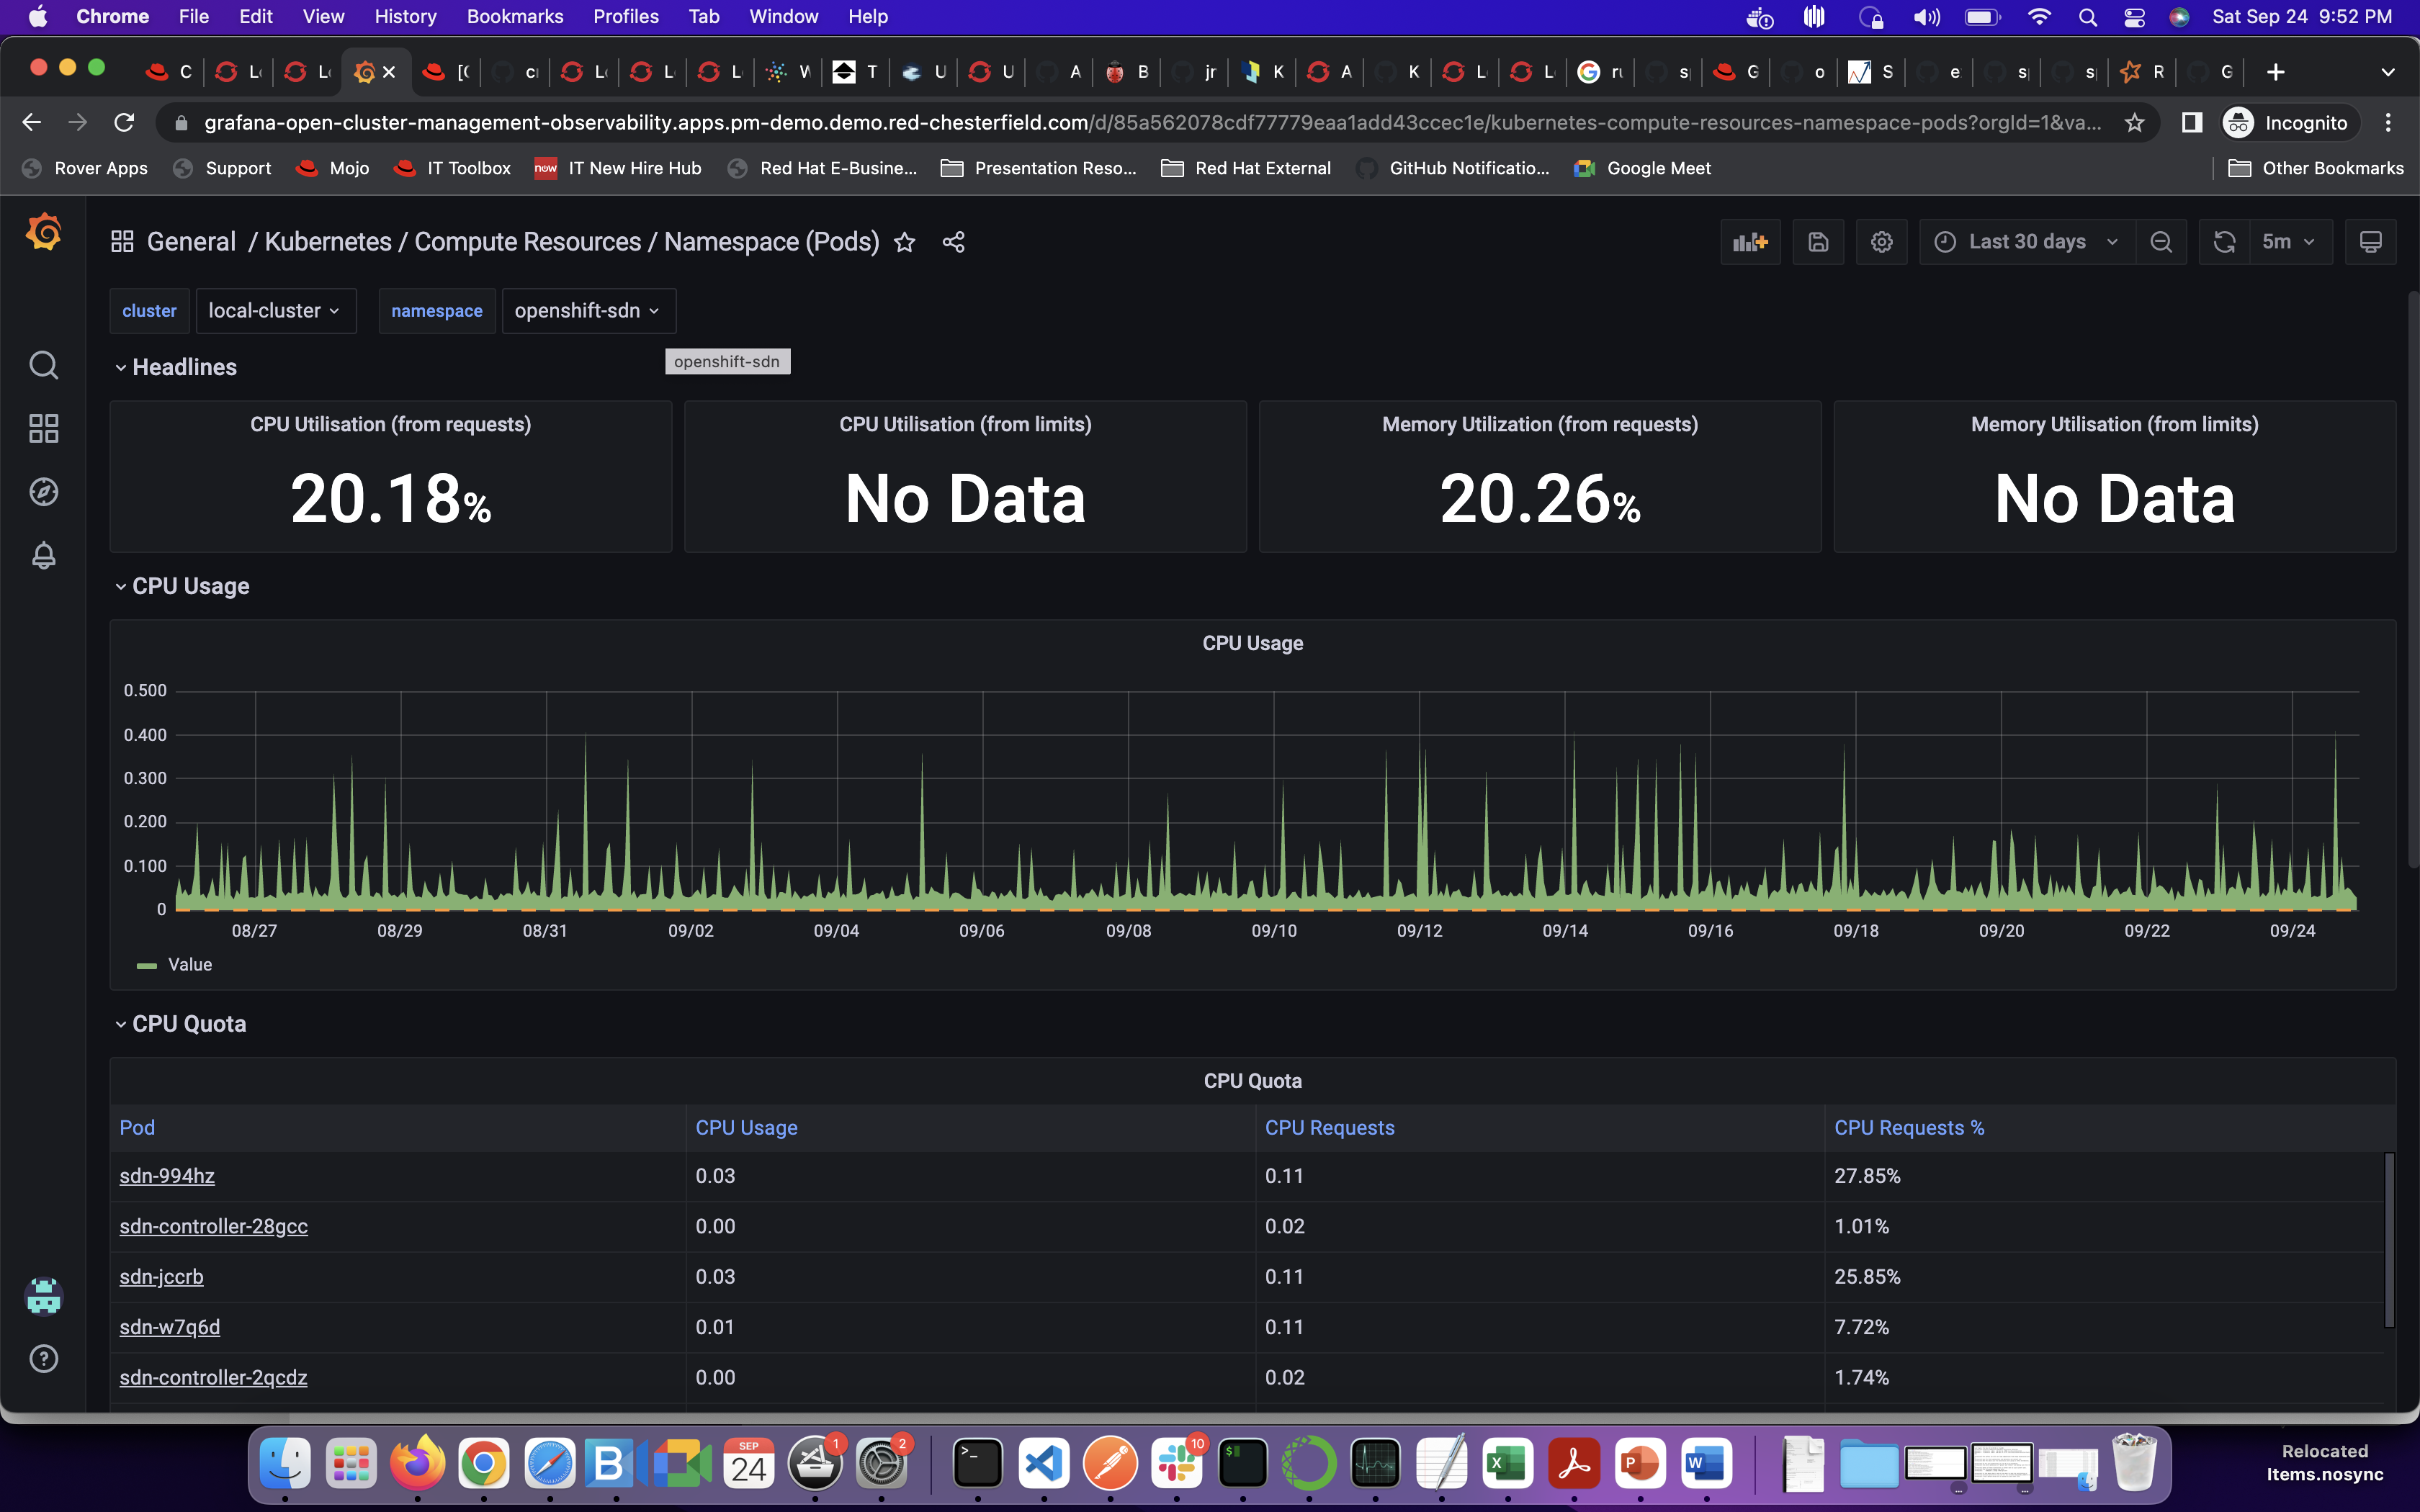 Chrome File Edit View History Bookmarks Profiles Tab Window Help Sat Sep 24 9:52 PM
C L L [ c L L L W T U U A B jr K A K L L ru s G o S e s s R G
grafana-open-cluster-management-observability.apps.pm-demo.demo.red-chesterfield.com/d/85a562078cdf77779eaa1add43ccec1e/kubernetes-compute-resources-namespace-pods?orgId=1&va... Incognito
Rover Apps Support Mojo IT Toolbox now IT New Hire Hub Red Hat E-Busine... Presentation Reso... Red Hat External GitHub Notificatio... Google Meet Other Bookmarks
General / Kubernetes / Compute Resources / Namespace (Pods) Last 30 days 5m
cluster local-cluster namespace openshift-sdn
openshift-sdn
Headlines
CPU Utilisation (from requests) CPU Utilisation (from limits) Memory Utilization (from requests) Memory Utilisation (from limits)
20.18% No Data 20.26% No Data
CPU Usage
CPU Usage
0.500
0.400
0.300
0.200
0.100
0
08/27 08/29 08/31 09/02 09/04 09/06 09/08 09/10 09/12 09/14 09/16 09/18 09/20 09/22 09/24
Value
CPU Quota
CPU Quota
Pod CPU Usage CPU Requests CPU Requests %
sdn-994hz 0.03 0.11 27.85%
sdn-controller-28gcc 0.00 0.02 1.01%
sdn-jccrb 0.03 0.11 25.85%
sdn-w7q6d 0.01 0.11 7.72%
sdn-controller-2qcdz 0.00 0.02 1.74%
SEP
24
1
2
10
Relocated
Items.nosync